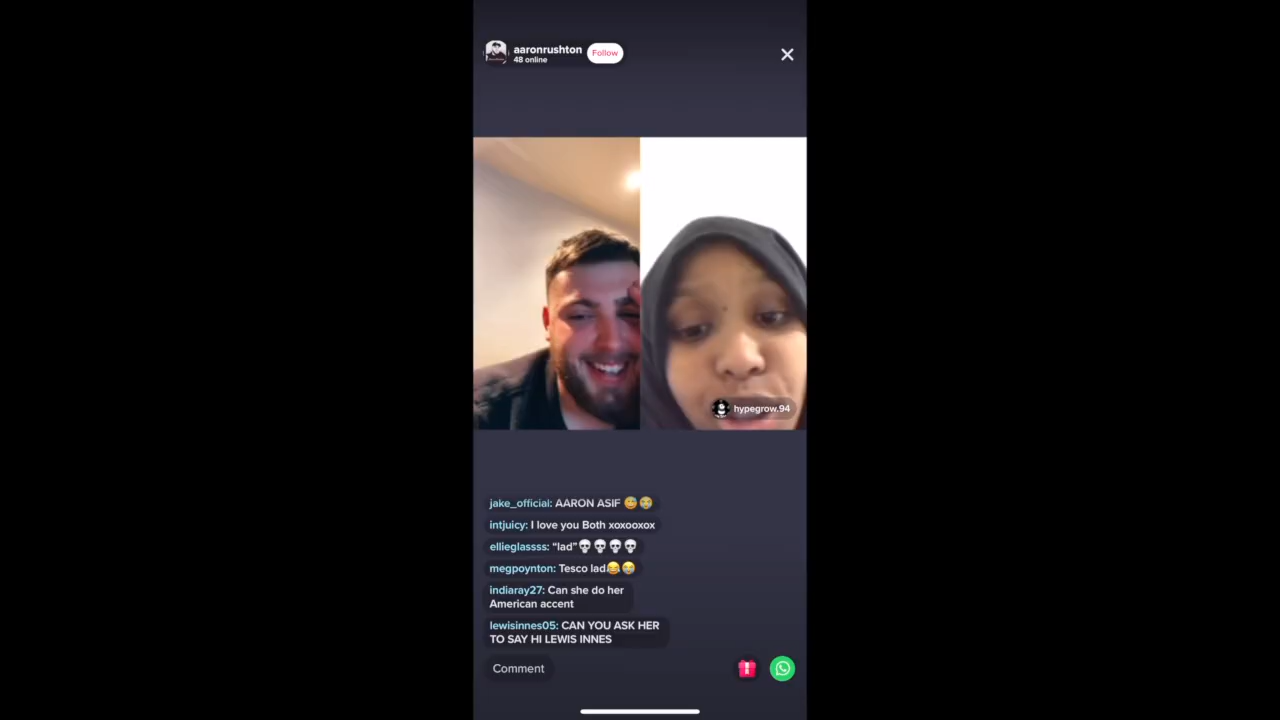 aaronrushton
48 online
Follow
hypegrow.94
jake_official: AARON ASIF 😅😭
intjuicy: I love you Both xoxooxox
ellieglassss: “lad”💀💀💀💀
megpoynton: Tesco lad😂😭
indiaray27: Can she do her
American accent
lewisinnes05: CAN YOU ASK HER
TO SAY HI LEWIS INNES
Comment